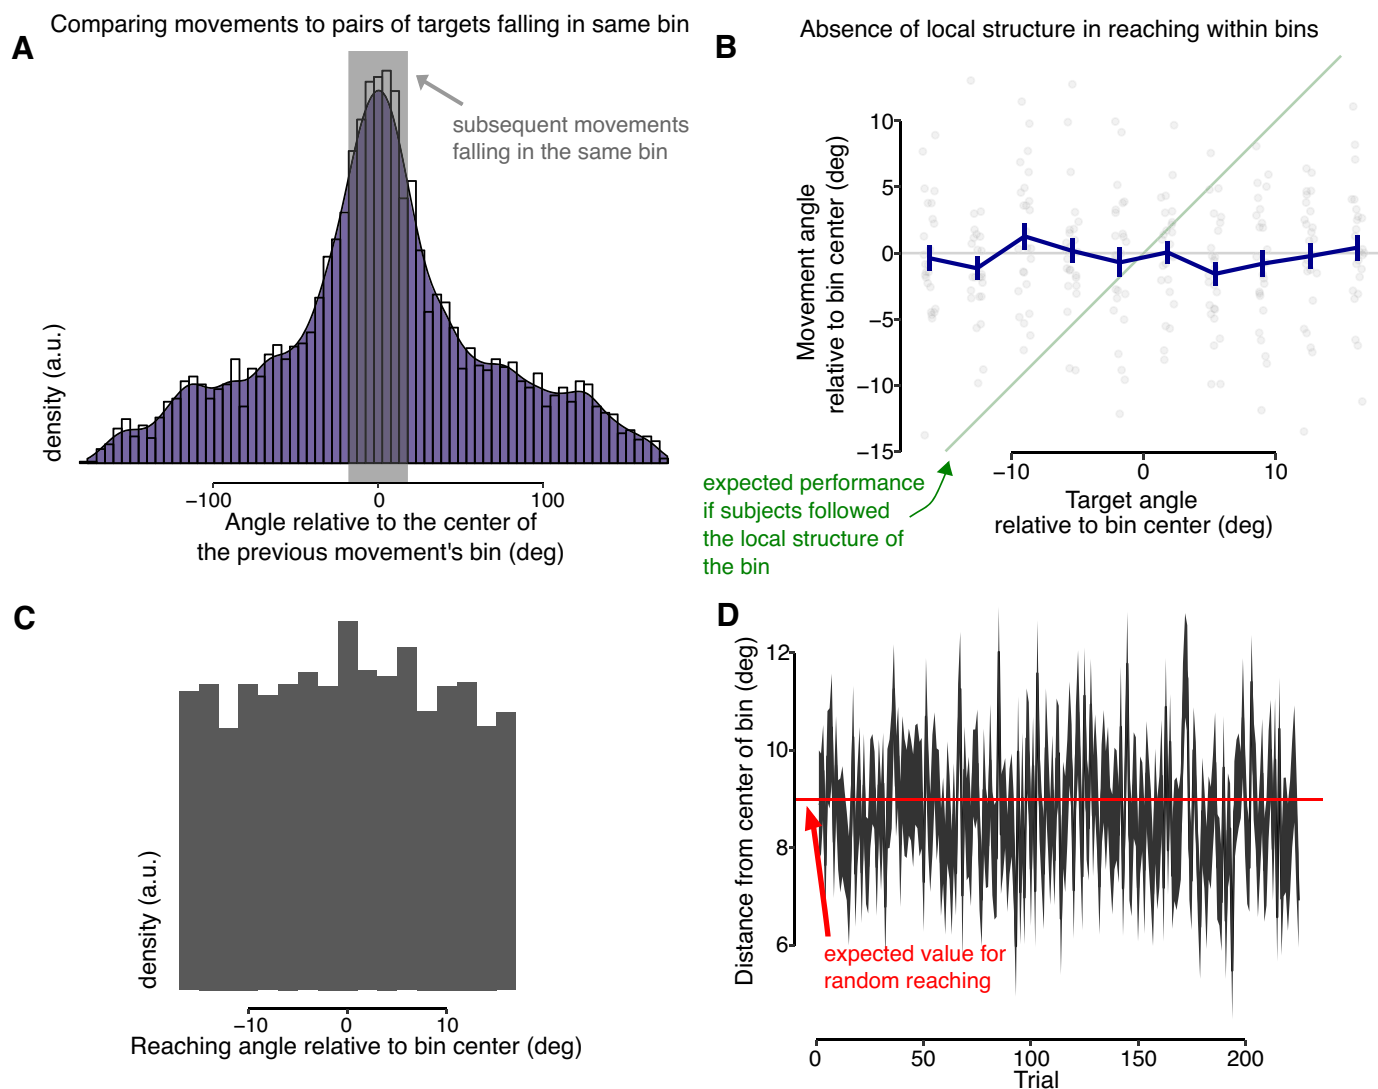 A
Comparing movements to pairs of targets falling in same bin
subsequent movements
falling in the same bin
density (a.u.)
−100
0
100
Angle relative to the center of
the previous movement's bin (deg)
B
Absence of local structure in reaching within bins
Movement angle
relative to bin center (deg)
10
5
0
−5
−10
−15
−10
0
10
Target angle
relative to bin center (deg)
expected performance
if subjects followed
the local structure of
the bin
C
density (a.u.)
−10
0
10
Reaching angle relative to bin center (deg)
D
Distance from center of bin (deg)
12
10
8
6
expected value for
random reaching
0
50
100
150
200
Trial